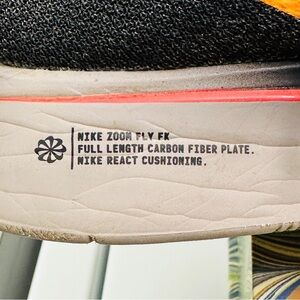 NIKE ZOOM FLY FK
FULL LENGTH CARBON FIBER PLATE.
NIKE REACT CUSHIONING.